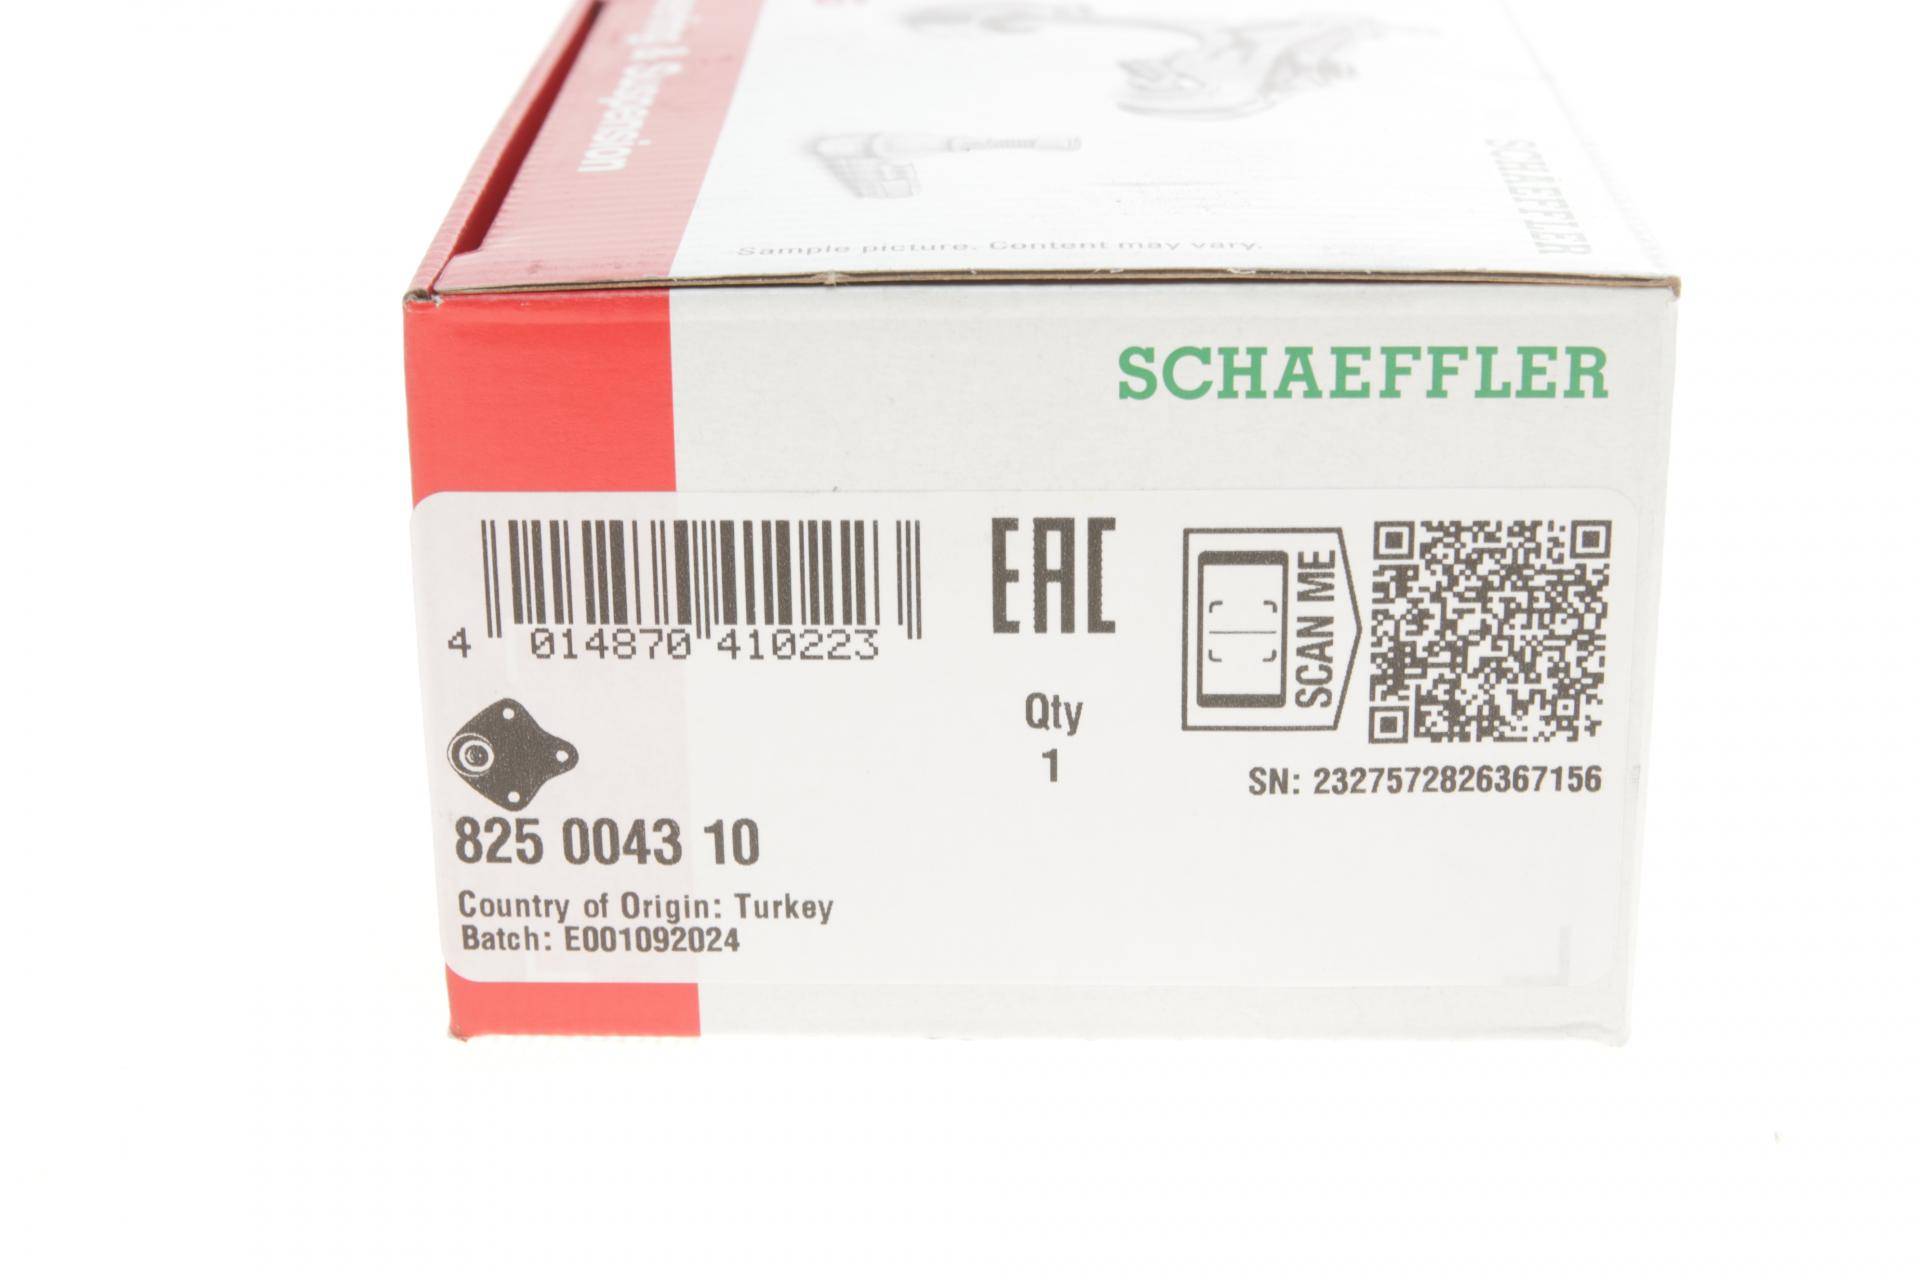 & Suspension
Sample picture. Content may vary.
SCHAEFFLER
SCHAEFFLER
4 014870 410223
EAC
SCAN ME
Qty
1
SN: 2327572826367156
825 0043 10
Country of Origin: Turkey
Batch: E001092024